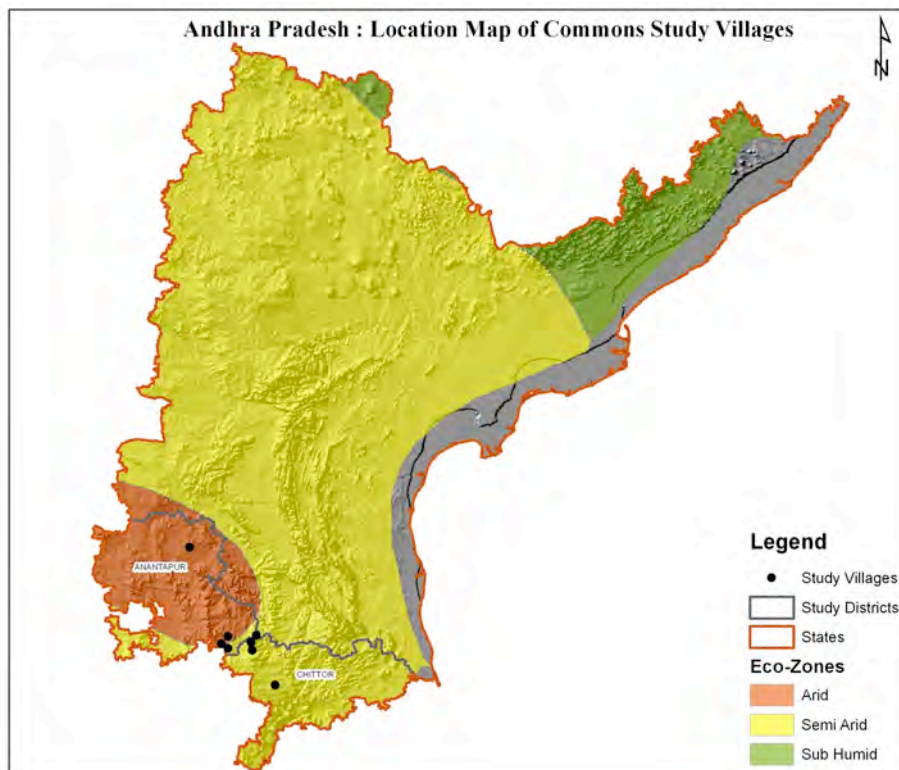 Andhra Pradesh : Location Map of Commons Study Villages
N
ANANTAPUR
CHITTOR
Legend
Study Villages
Study Districts
States
Eco-Zones
Arid
Semi Arid
Sub Humid